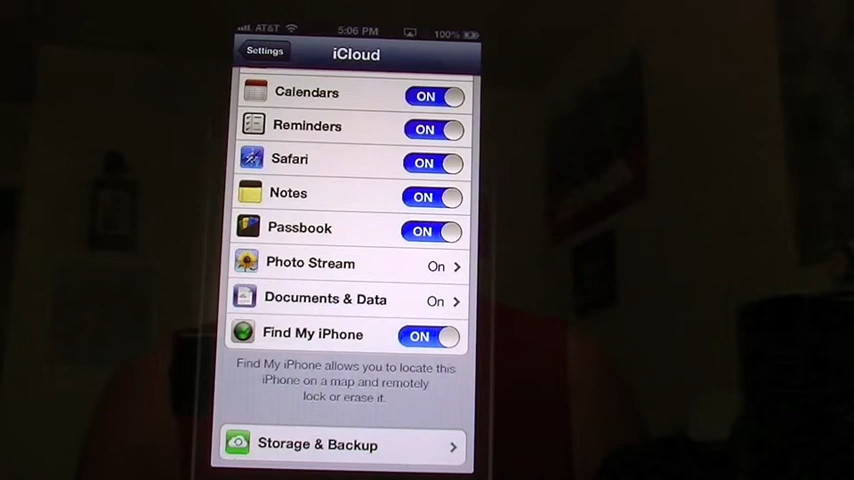 AT&T 5:06 PM 100%
Settings iCloud
Calendars ON
Reminders ON
Safari ON
Notes ON
Passbook ON
Photo Stream On
Documents & Data On
Find My iPhone ON
Find My iPhone allows you to locate this
iPhone on a map and remotely
lock or erase it.
Storage & Backup